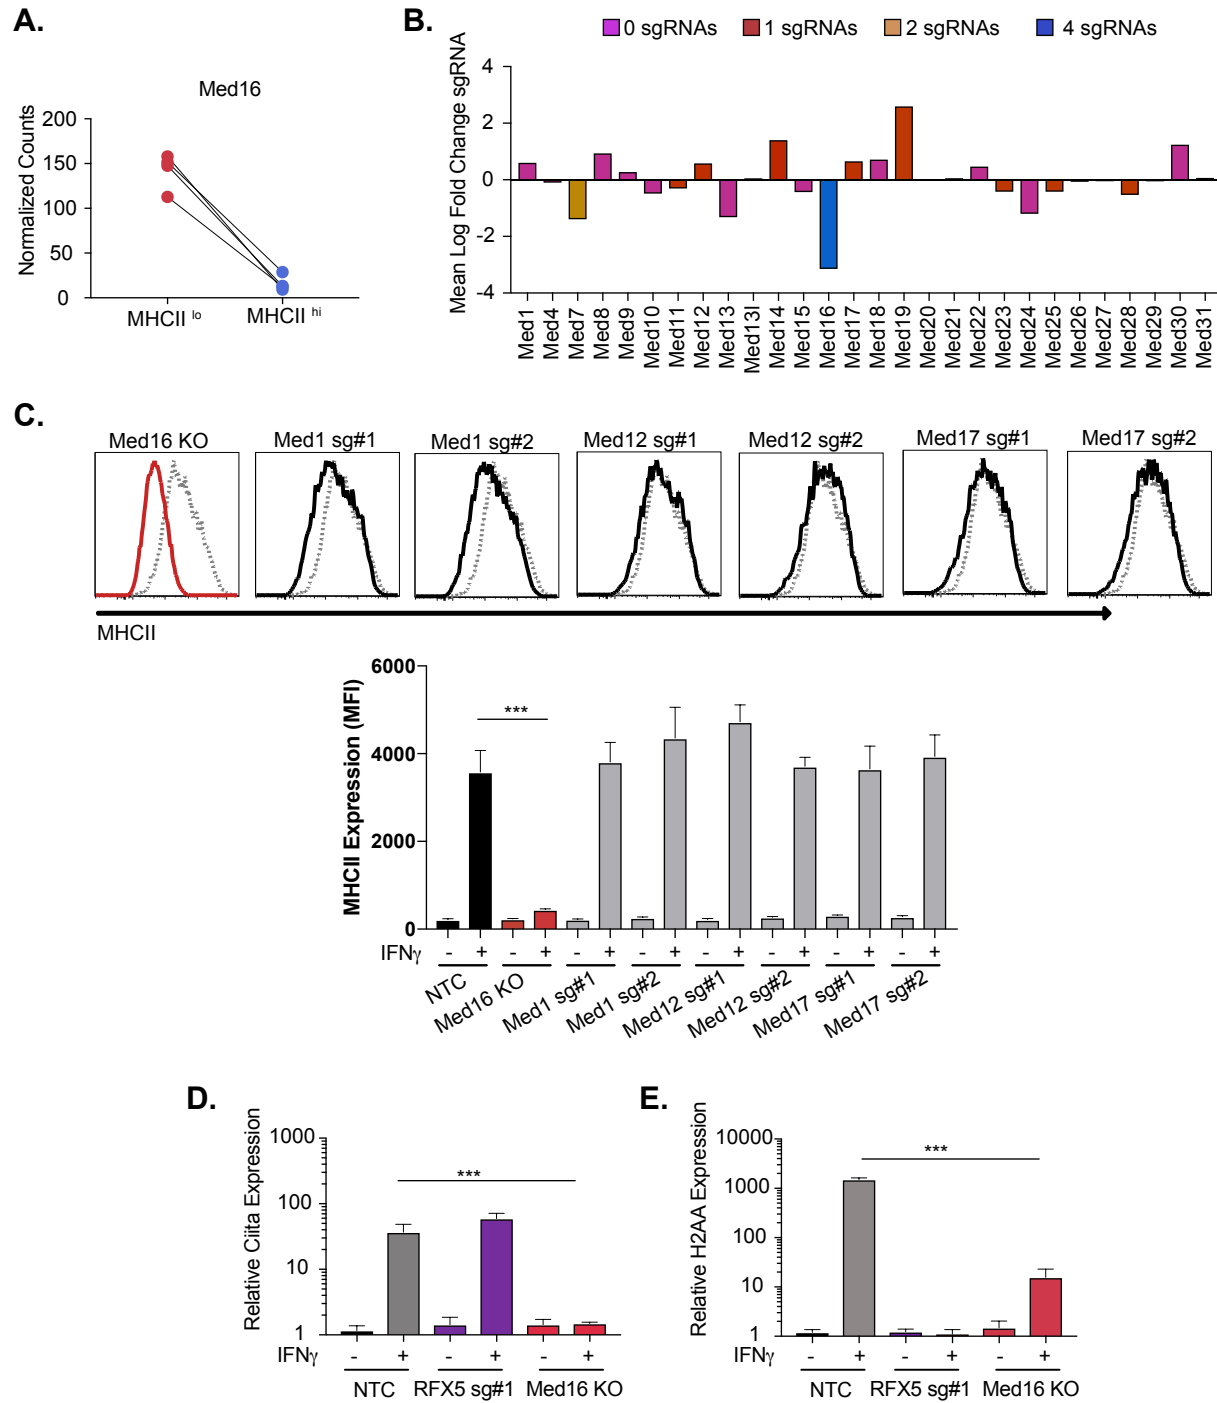 A.
Med16
Normalized Counts
200
150
100
50
0
MHCII lo
MHCII hi
B.
0 sgRNAs
1 sgRNAs
2 sgRNAs
4 sgRNAs
Mean Log Fold Change sgRNA
4
2
0
-2
-4
Med1
Med4
Med7
Med8
Med9
Med10
Med11
Med12
Med13
Med13l
Med14
Med15
Med16
Med17
Med18
Med19
Med20
Med21
Med22
Med23
Med24
Med25
Med26
Med27
Med28
Med29
Med30
Med31
C.
Med16 KO
Med1 sg#1
Med1 sg#2
Med12 sg#1
Med12 sg#2
Med17 sg#1
Med17 sg#2
MHCII
MHCII Expression (MFI)
6000
4000
2000
0
***
IFNγ - + - + - + - + - + - + - + - +
NTC
Med16 KO
Med1 sg#1
Med1 sg#2
Med12 sg#1
Med12 sg#2
Med17 sg#1
Med17 sg#2
D.
Relative Ciita Expression
1000
100
10
1
***
IFNγ - + - + - +
NTC RFX5 sg#1 Med16 KO
E.
Relative H2AA Expression
10000
1000
100
10
1
***
IFNγ - + - + - +
NTC RFX5 sg#1 Med16 KO